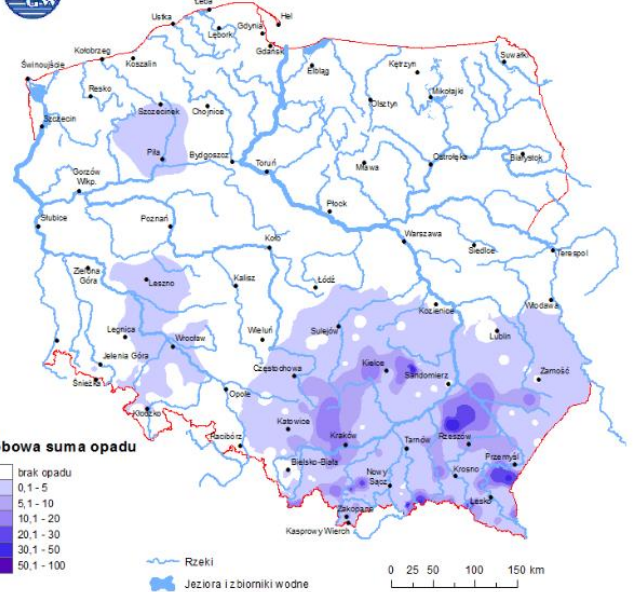 Łeba
Hel
Ustka
Lębork
Gdynia
Gdańsk
Kołobrzeg
Koszalin
Świnoujście
Elbląg
Kętrzyn
Suwałki
Resko
Szczecinek
Chojnice
Olsztyn
Mikołajki
Szczecin
Piła
Bydgoszcz
Toruń
Mława
Ostrołęka
Białystok
Gorzów
Wlkp.
Płock
Słubice
Poznań
Koło
Warszawa
Siedlce
Terespol
Zielona
Góra
Leszno
Kalisz
Łódź
Kozienice
Włodawa
Legnica
Wrocław
Wieluń
Sulejów
Lublin
Jelenia Góra
Śnieżka
Częstochowa
Kielce
Sandomierz
Zamość
Kłodzko
Opole
Katowice
Kraków
Tarnów
Rzeszów
Przemyśl
Racibórz
Bielsko-Biała
Nowy
Sącz
Krosno
Lesko
Zakopane
Kasprowy Wierch
obowa suma opadu
brak opadu
0,1 - 5
5,1 - 10
10,1 - 20
20,1 - 30
30,1 - 50
50,1 - 100
Rzeki
Jeziora i zbiorniki wodne
0 25 50 100 150 km